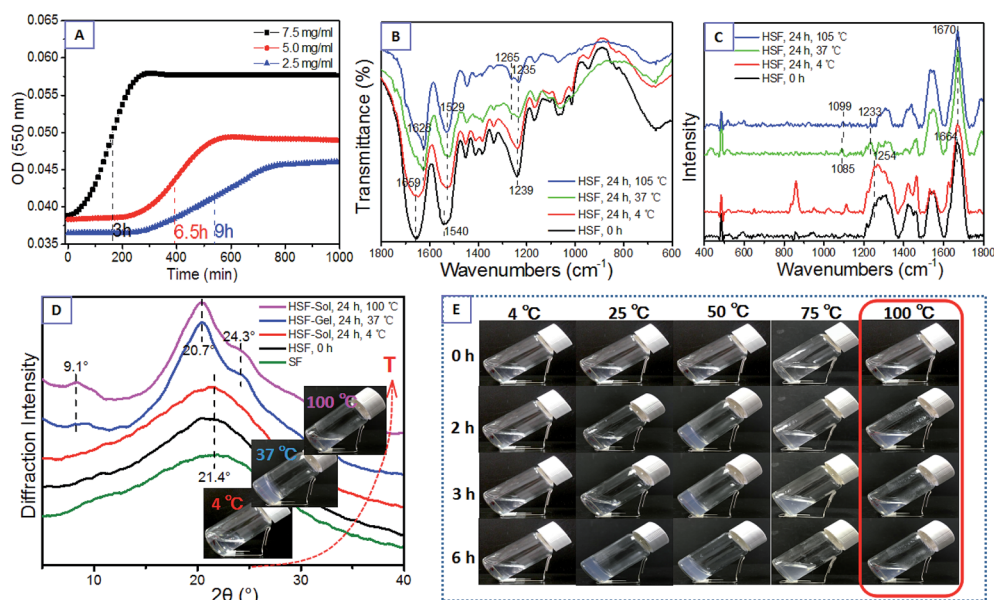 A
7.5 mg/ml
5.0 mg/ml
2.5 mg/ml
OD (550 nm)
0.065
0.060
0.055
0.050
0.045
0.040
0.035
3h
6.5h
9h
0
200
400
600
800
1000
Time (min)
B
Transmittance (%)
1265
1235
1529
1628
1659
1540
1239
HSF, 24 h, 105 ℃
HSF, 24 h, 37 ℃
HSF, 24 h, 4 ℃
HSF, 0 h
1800
1600
1400
1200
1000
800
600
Wavenumbers (cm⁻¹)
C
HSF, 24 h, 105 ℃
HSF, 24 h, 37 ℃
HSF, 24 h, 4 ℃
HSF, 0 h
Intensity
1670
1099
1233
1085
1254
1664
400
600
800
1000
1200
1400
1600
1800
Wavenumbers (cm⁻¹)
D
HSF-Sol, 24 h, 100 ℃
HSF-Gel, 24 h, 37 ℃
HSF-Sol, 24 h, 4 ℃
HSF, 0 h
SF
Diffraction Intensity
9.1°
20.7°
24.3°
21.4°
T
100 ℃
37 ℃
4 ℃
10
20
30
40
2θ (°)
E
4 ℃
25 ℃
50 ℃
75 ℃
100 ℃
0 h
2 h
3 h
6 h